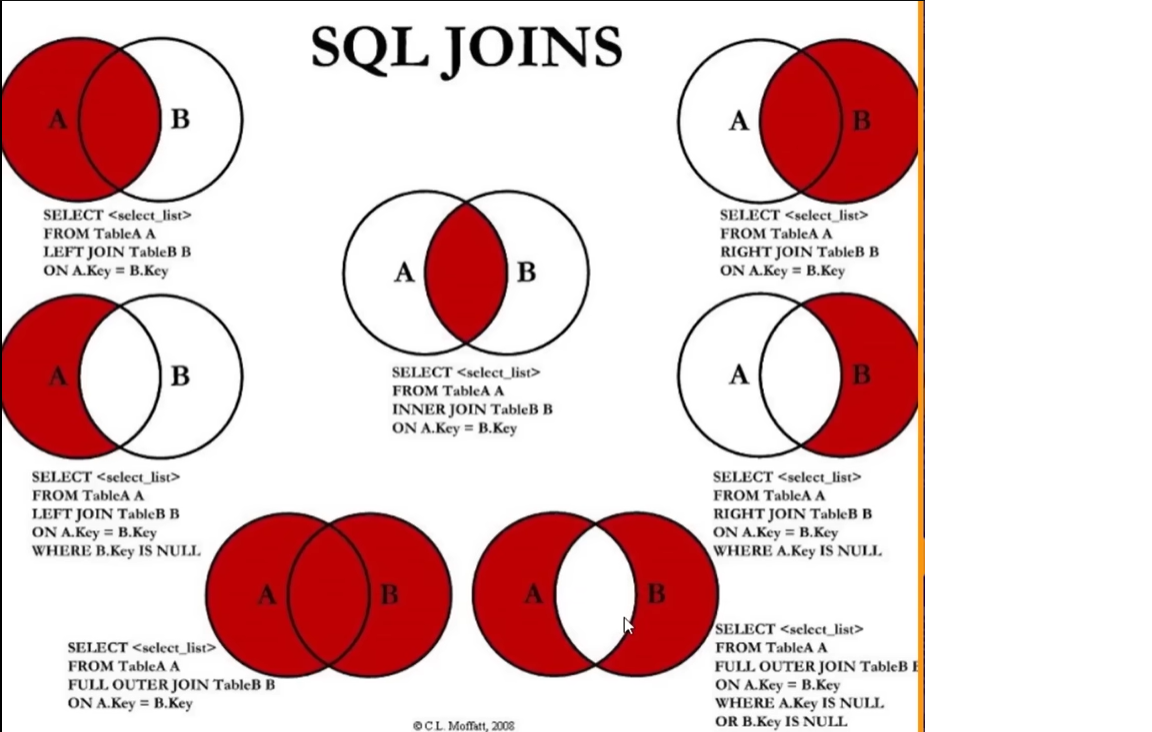 SQL JOINS
A B
SELECT <select_list>
FROM TableA A
LEFT JOIN TableB B
ON A.Key = B.Key
A B
SELECT <select_list>
FROM TableA A
RIGHT JOIN TableB B
ON A.Key = B.Key
A B
SELECT <select_list>
FROM TableA A
INNER JOIN TableB B
ON A.Key = B.Key
A B
SELECT <select_list>
FROM TableA A
LEFT JOIN TableB B
ON A.Key = B.Key
WHERE B.Key IS NULL
A B
SELECT <select_list>
FROM TableA A
RIGHT JOIN TableB B
ON A.Key = B.Key
WHERE A.Key IS NULL
A B
SELECT <select_list>
FROM TableA A
FULL OUTER JOIN TableB B
ON A.Key = B.Key
A B
SELECT <select_list>
FROM TableA A
FULL OUTER JOIN TableB
ON A.Key = B.Key
WHERE A.Key IS NULL
OR B.Key IS NULL
© C.L. Moffatt, 2008